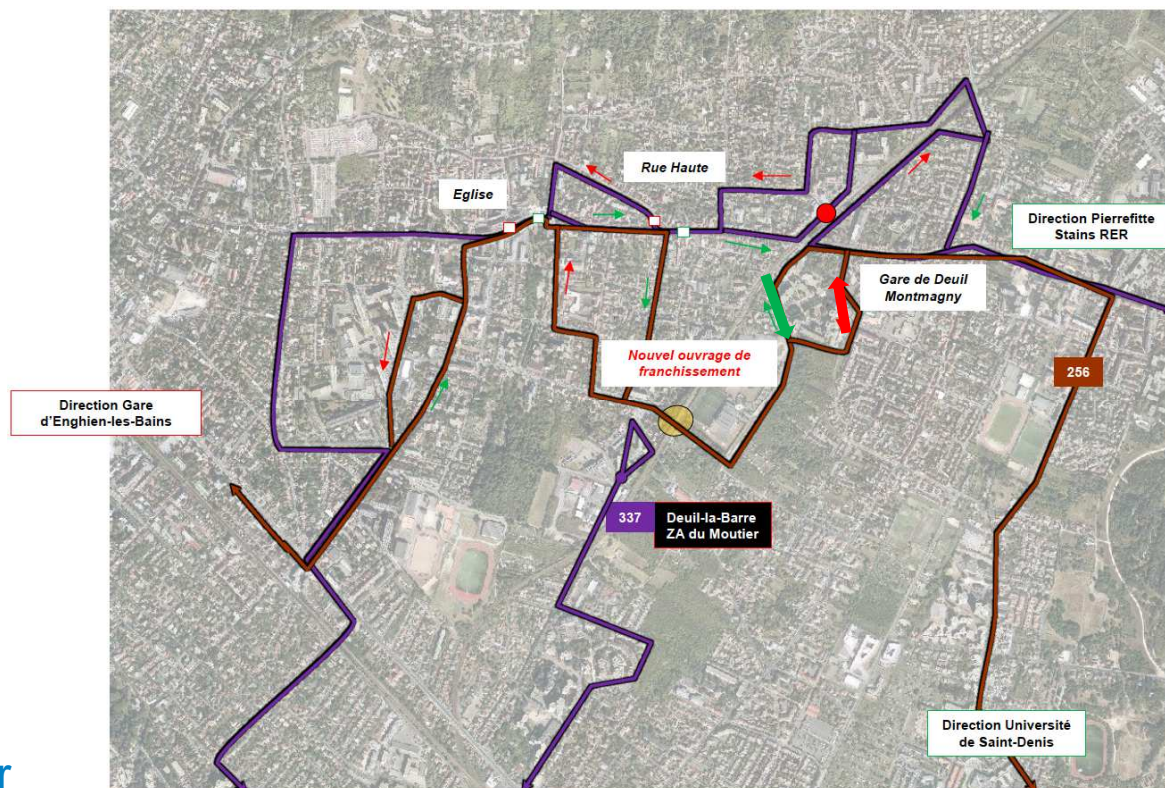 Rue Haute
Eglise
Direction Pierrefitte
Stains RER
Gare de Deuil
Montmagny
Nouvel ouvrage de
franchissement
256
Direction Gare
d'Enghien-les-Bains
337
Deuil-la-Barre
ZA du Moutier
Direction Université
de Saint-Denis
r